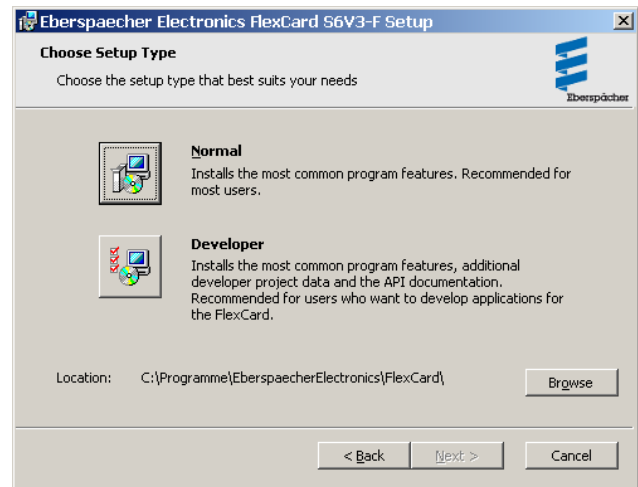 Eberspaecher Electronics FlexCard S6V3-F Setup
Choose Setup Type
Choose the setup type that best suits your needs
Eberspächer
Normal
Installs the most common program features. Recommended for
most users.
Developer
Installs the most common program features, additional
developer project data and the API documentation.
Recommended for users who want to develop applications for
the FlexCard.
Location: C:\Programme\EberspaecherElectronics\FlexCard\ Browse
< Back Next > Cancel